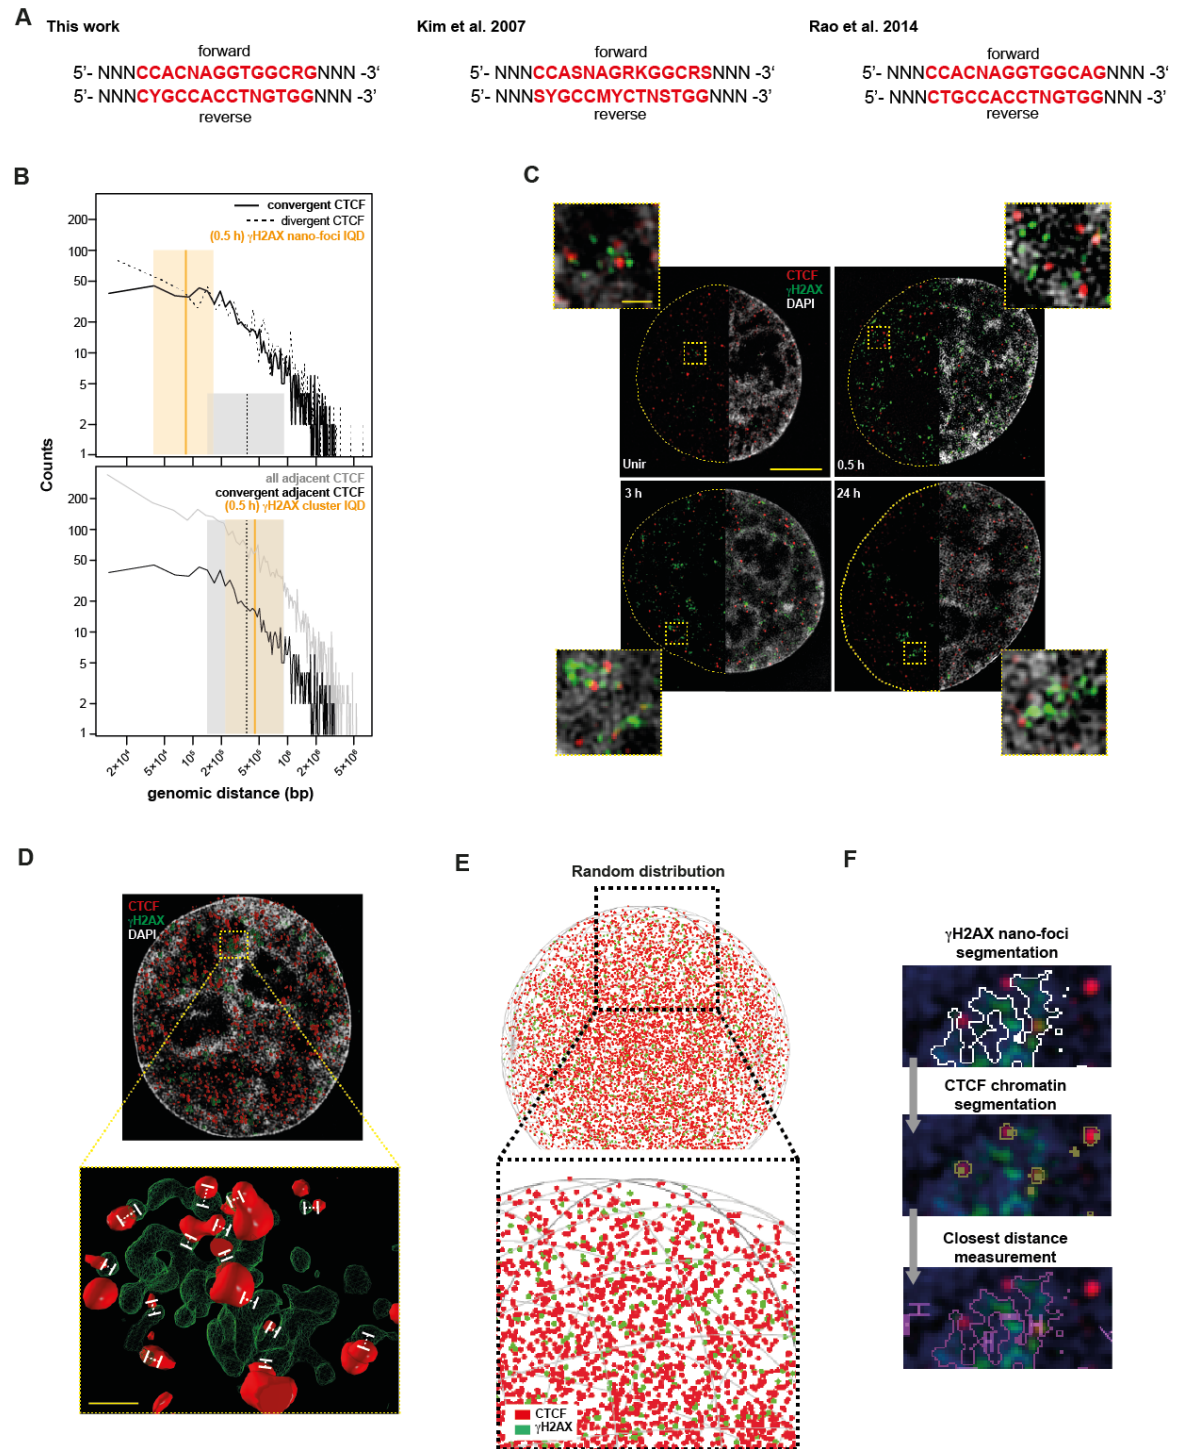 A
This work
forward
5’- NNNCCACNAGGTGGCRGNNN -3‘
5’- NNNCYGCCACCTNGTGGNNN -3’
reverse
Kim et al. 2007
forward
5’- NNNCCASNAGRKGGCRSNNN -3‘
5’- NNNSYGCCMYCTNSTGGNNN -3’
reverse
Rao et al. 2014
forward
5’- NNNCCACNAGGTGGCAGNNN -3‘
5’- NNNCTGCCACCTNGTGGNNN -3’
reverse
B
convergent CTCF
divergent CTCF
(0.5 h) γH2AX nano-foci IQD
200
100
50
20
10
5
2
1
all adjacent CTCF
convergent adjacent CTCF
(0.5 h) γH2AX cluster IQD
200
100
50
20
10
5
2
1
Counts
2×10⁴
5×10⁴
10⁵
2×10⁵
5×10⁵
10⁶
2×10⁶
5×10⁶
genomic distance (bp)
C
CTCF
γH2AX
DAPI
Unir
0.5 h
3 h
24 h
D
CTCF
γH2AX
DAPI
E
Random distribution
CTCF
γH2AX
F
γH2AX nano-foci
segmentation
CTCF chromatin
segmentation
Closest distance
measurement